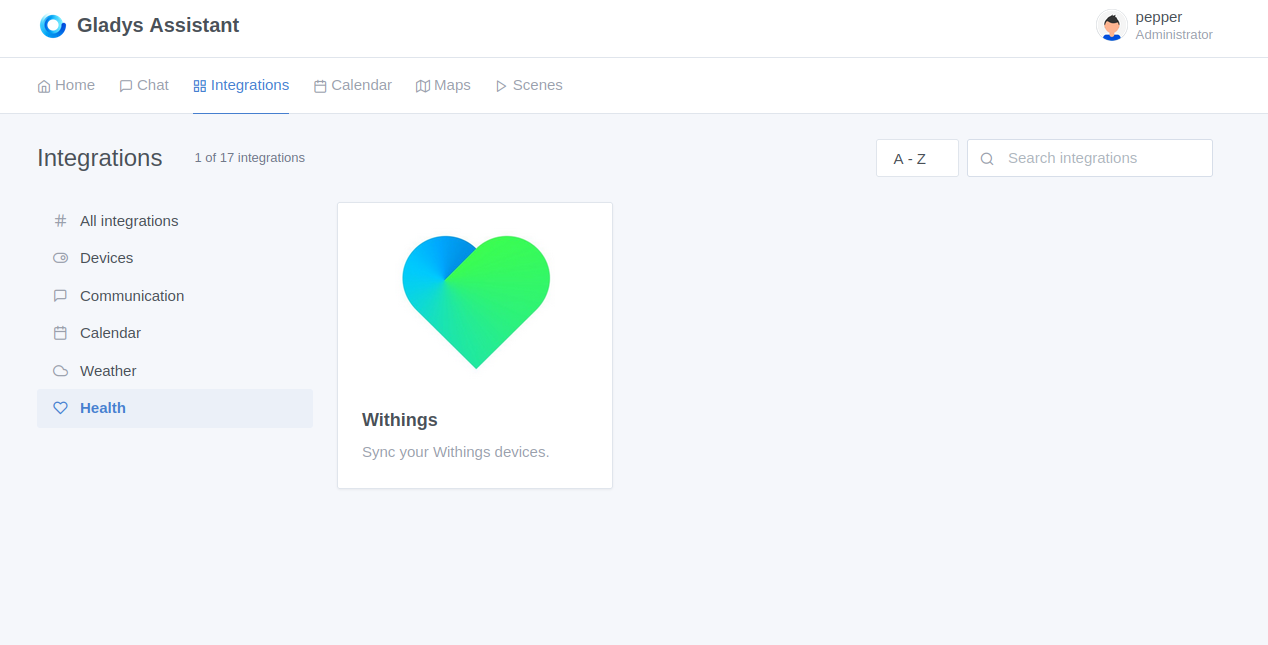 Gladys Assistant
pepper
Administrator
Home
Chat
Integrations
Calendar
Maps
Scenes
Integrations
1 of 17 integrations
A - Z
Search integrations
All integrations
Devices
Communication
Calendar
Weather
Health
Withings
Sync your Withings devices.